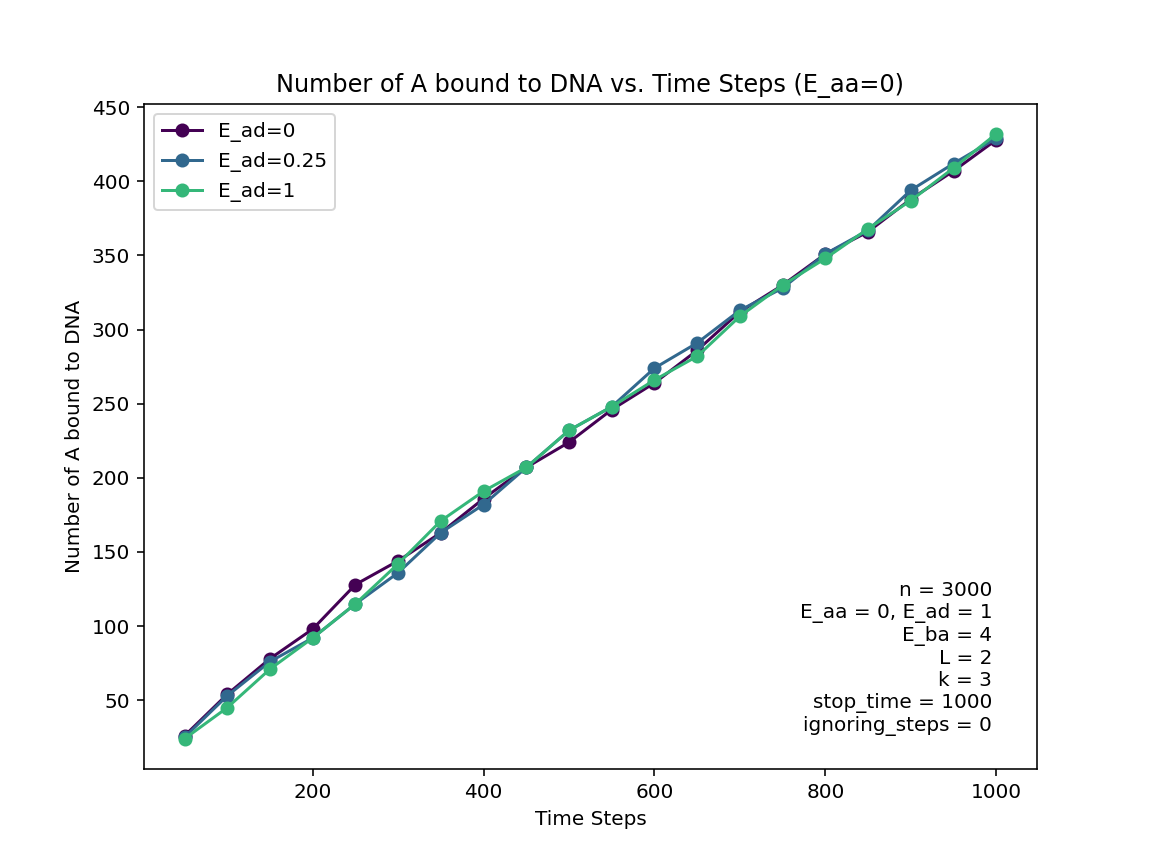 Number of A bound to DNA vs. Time Steps (E_aa=0)
450
400
350
300
250
200
150
100
50
Number of A bound to DNA
E_ad=0
E_ad=0.25
E_ad=1
n = 3000
E_aa = 0, E_ad = 1
E_ba = 4
L = 2
k = 3
stop_time = 1000
ignoring_steps = 0
200 400 600 800 1000
Time Steps